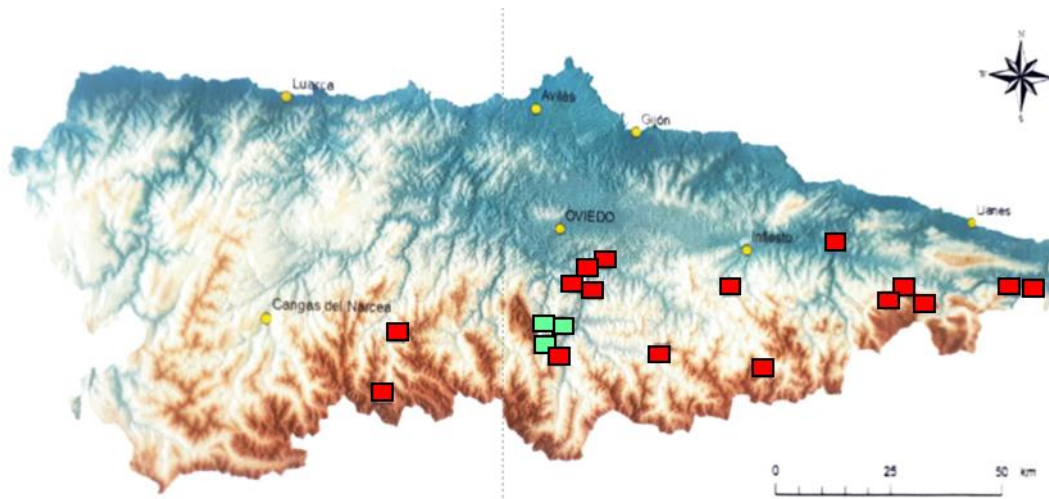 N
S
Luarca
Avilés
Gijón
OVIEDO
Llanes
Infiesto
Cangas del Narcea
0 25 50 km